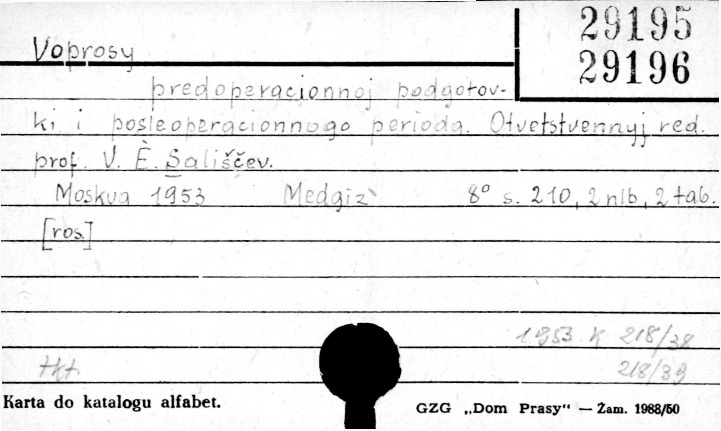 29195
29196
Voprosy
predoperacionnoj podgotov-
ki i posleoperacionnogo perioda. Otvetstvennyj red.
prof. V. È. Sališčev.
Moskva 1953 Medgiz 8° s. 210, 2 nlb, 2 tab.
[ros.]
1953 K 218/38
218/39
Karta do katalogu alfabet.
GZG „Dom Prasy" — Zam. 1988/50